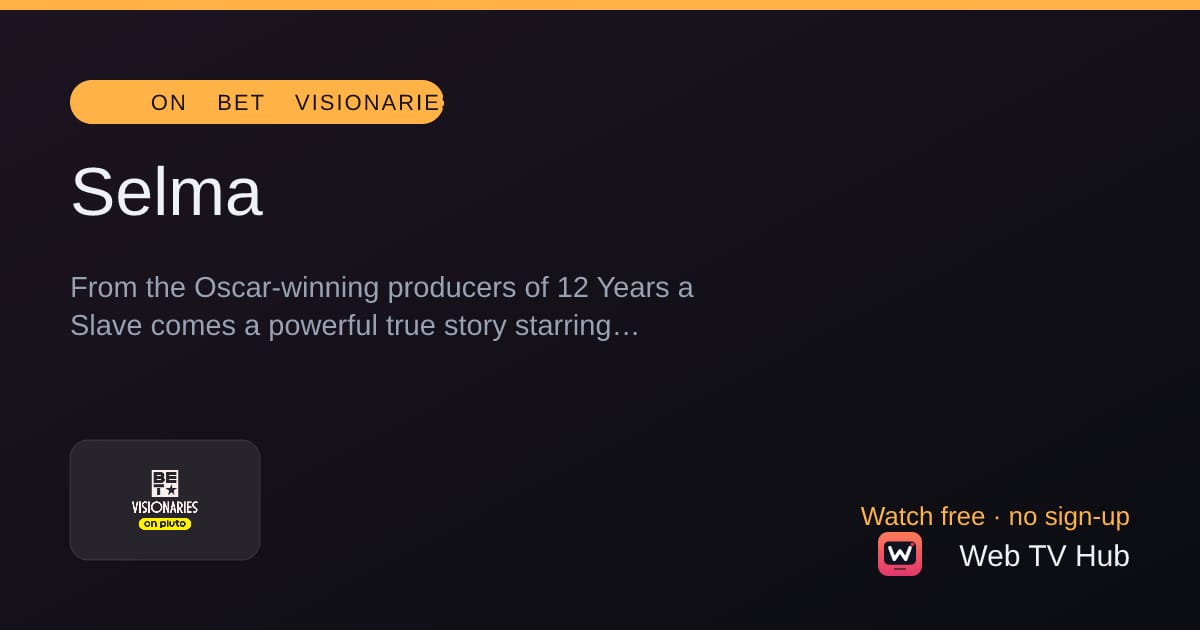 ON BET VISIONARIES
Selma
From the Oscar-winning producers of 12 Years a
Slave comes a powerful true story starring…
BE
T★
VISIONARIES
on pluto
Watch free · no sign-up
W
Web TV Hub